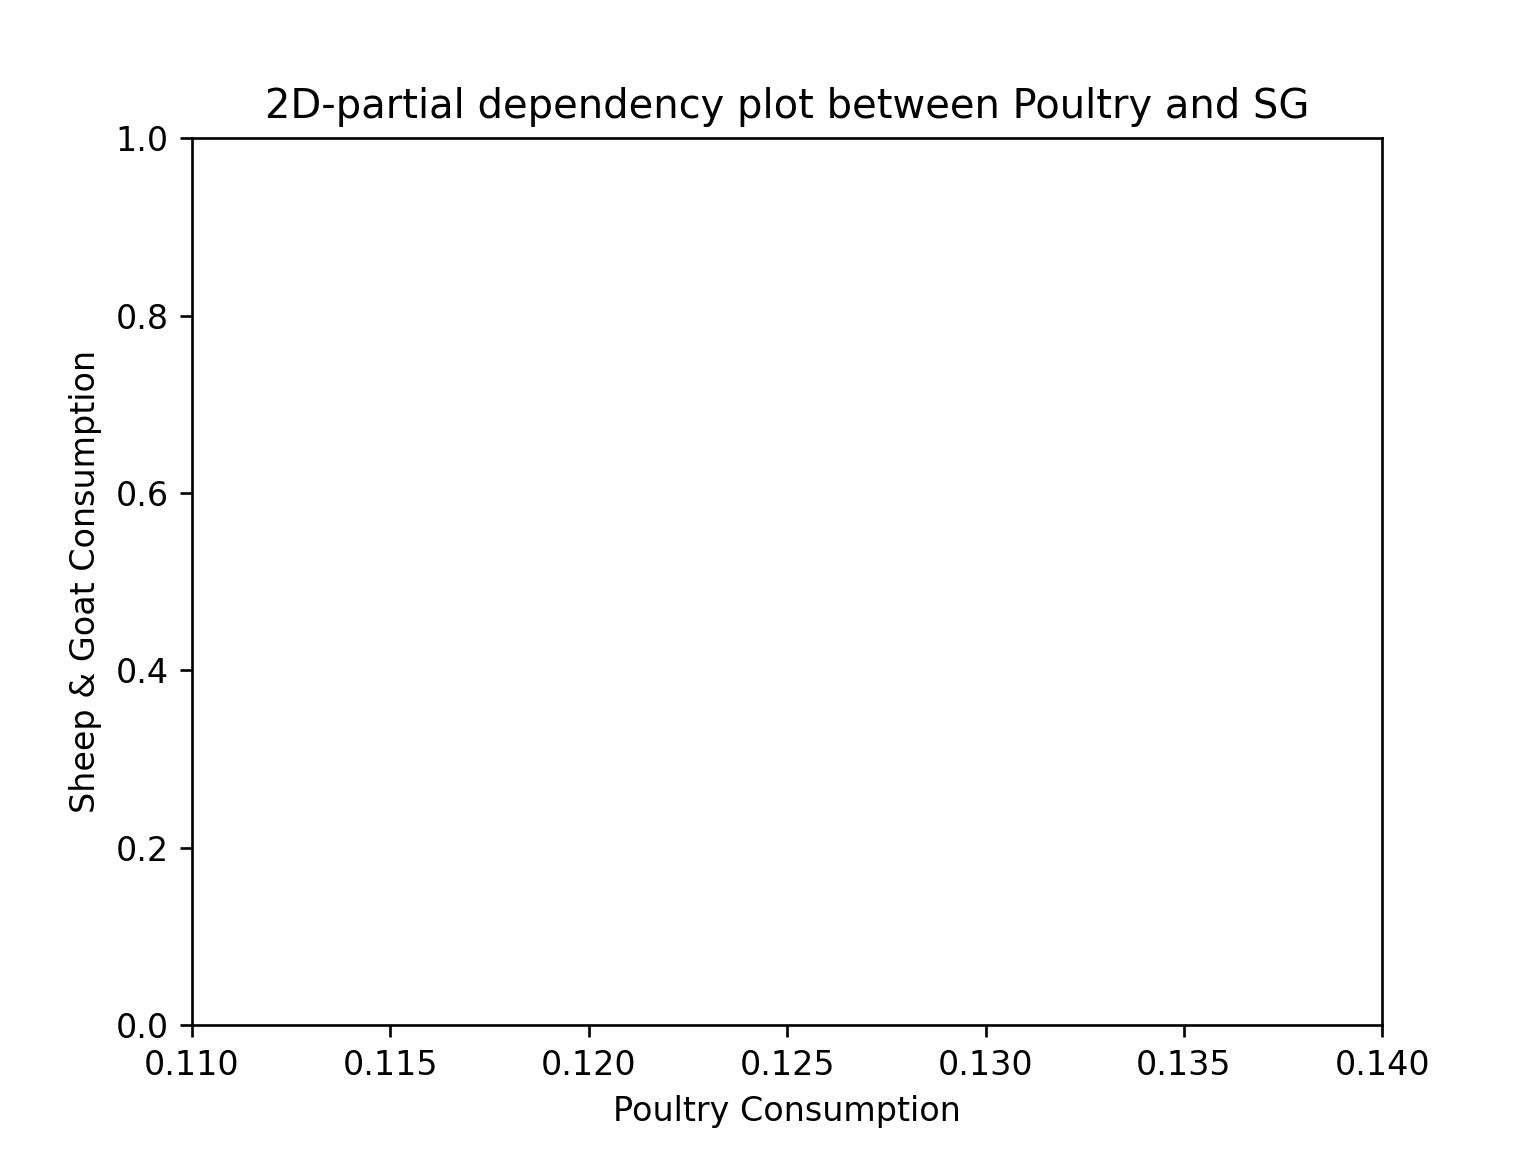 2D-partial dependency plot between Poultry and SG
1.0
0.8
0.6
0.4
0.2
0.0
Sheep & Goat Consumption
0.110 0.115 0.120 0.125 0.130 0.135 0.140
Poultry Consumption